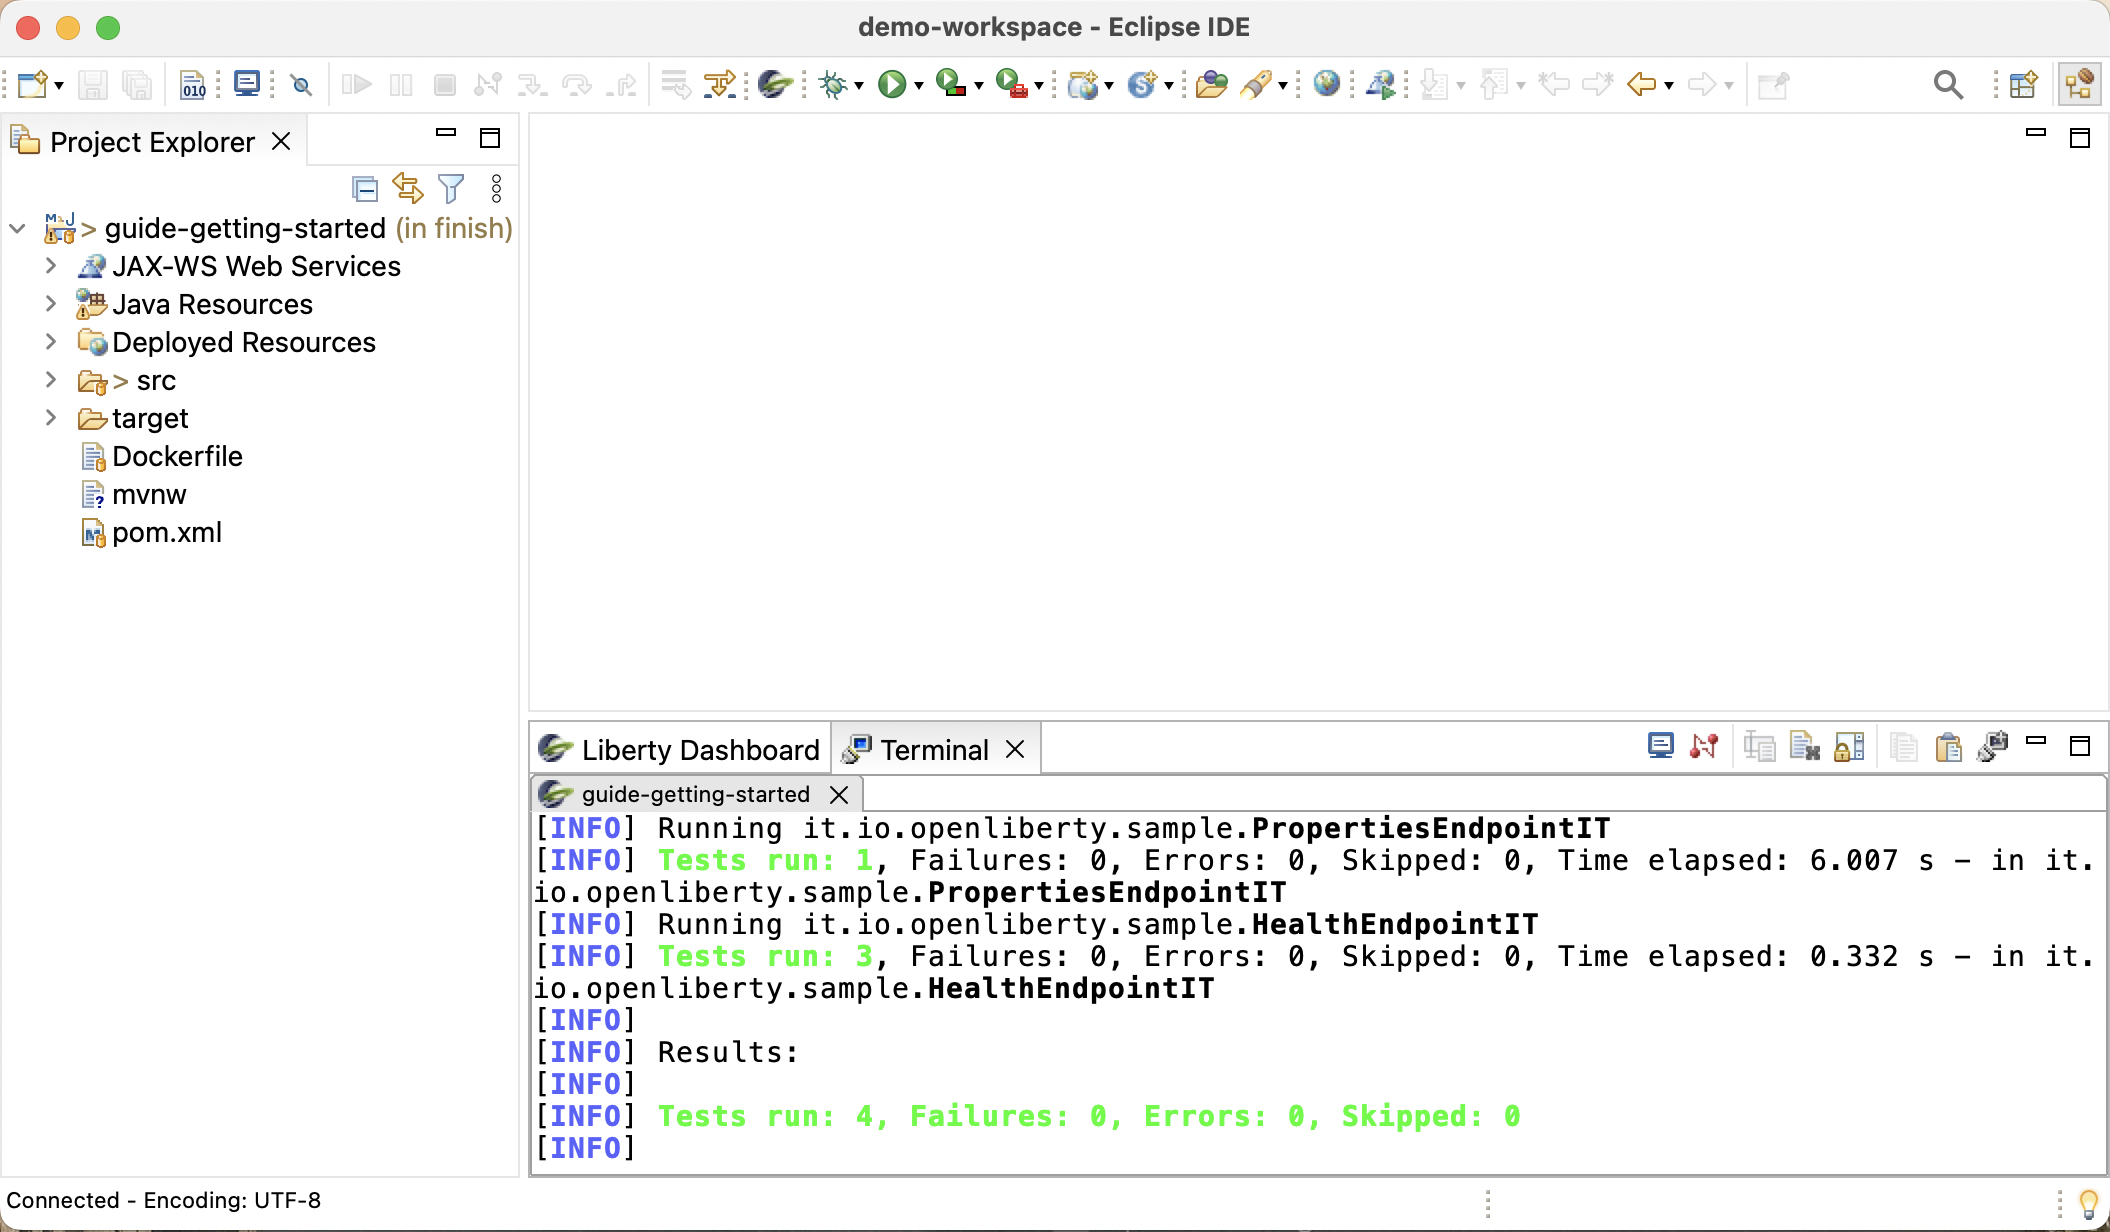 demo-workspace - Eclipse IDE
010
Project Explorer
> guide-getting-started (in finish)
JAX-WS Web Services
Java Resources
Deployed Resources
> src
target
Dockerfile
mvnw
pom.xml
Liberty Dashboard
Terminal
guide-getting-started
[INFO] Running it.io.openliberty.sample.PropertiesEndpointIT
[INFO] Tests run: 1, Failures: 0, Errors: 0, Skipped: 0, Time elapsed: 6.007 s - in it.
io.openliberty.sample.PropertiesEndpointIT
[INFO] Running it.io.openliberty.sample.HealthEndpointIT
[INFO] Tests run: 3, Failures: 0, Errors: 0, Skipped: 0, Time elapsed: 0.332 s - in it.
io.openliberty.sample.HealthEndpointIT
[INFO]
[INFO] Results:
[INFO]
[INFO] Tests run: 4, Failures: 0, Errors: 0, Skipped: 0
[INFO]
Connected - Encoding: UTF-8